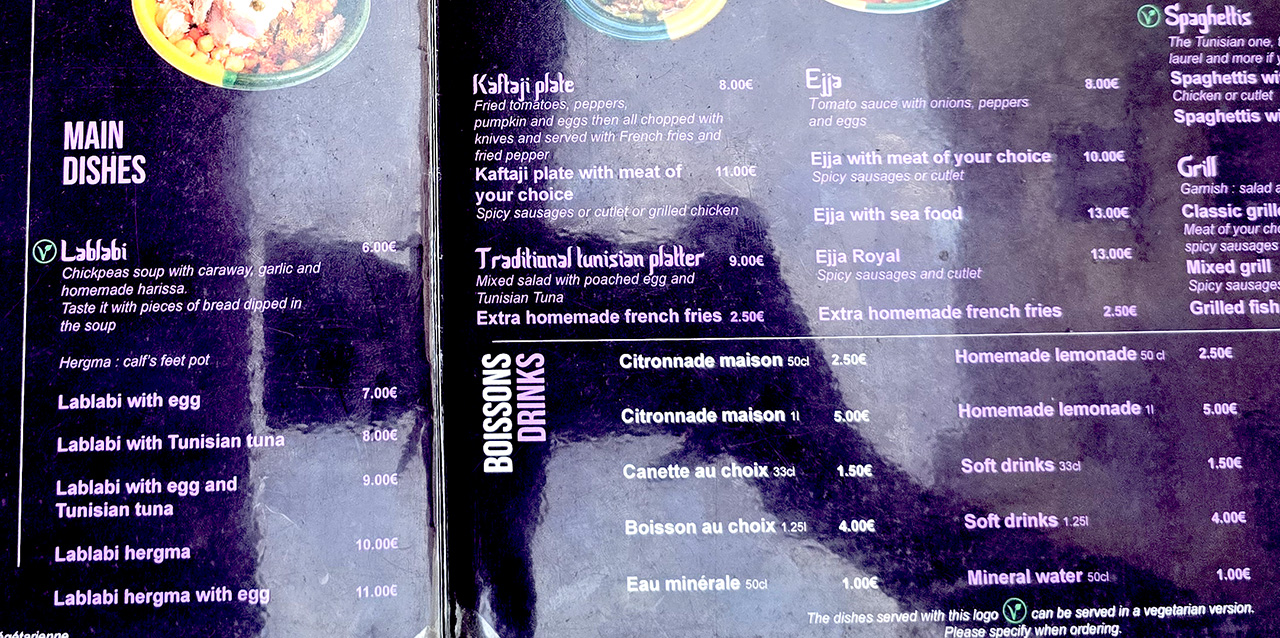 MAIN
DISHES
Lablabi 6.00€
Chickpeas soup with caraway, garlic and
homemade harissa.
Taste it with pieces of bread dipped in
the soup
Hergma : calf's feet pot
Lablabi with egg 7.00€
Lablabi with Tunisian tuna 8.00€
Lablabi with egg and 9.00€
Tunisian tuna
Lablabi hergma 10.00€
Lablabi hergma with egg 11.00€
Kaftaji plate 8.00€
Fried tomatoes, peppers,
pumpkin and eggs then all chopped with
knives and served with French fries and
fried pepper
Kaftaji plate with meat of 11.00€
your choice
Spicy sausages or cutlet or grilled chicken
Traditional tunisian platter 9.00€
Mixed salad with poached egg and
Tunisian Tuna
Extra homemade french fries 2.50€
Ejja 8.00€
Tomato sauce with onions, peppers
and eggs
Ejja with meat of your choice 10.00€
Spicy sausages or cutlet
Ejja with sea food 13.00€
Ejja Royal 13.00€
Spicy sausages and cutlet
Extra homemade french fries 2.50€
Spaghettis
The Tunisian one,
laurel and more if
Spaghettis
Chicken or cutlet
Spaghettis
Grill
Garnish : salad
Classic
Meat of your
spicy sausages
Mixed grill
Spicy sausages
Grilled fish
BOISSONS
DRINKS
Citronnade maison 50cl 2.50€
Citronnade maison 1l 5.00€
Canette au choix 33cl 1.50€
Boisson au choix 1.25l 4.00€
Eau minérale 50cl 1.00€
Homemade lemonade 50 cl 2.50€
Homemade lemonade 1l 5.00€
Soft drinks 33cl 1.50€
Soft drinks 1.25l 4.00€
Mineral water 50cl 1.00€
The dishes served with this logo V can be served in a vegetarian version.
Please specify when ordering.